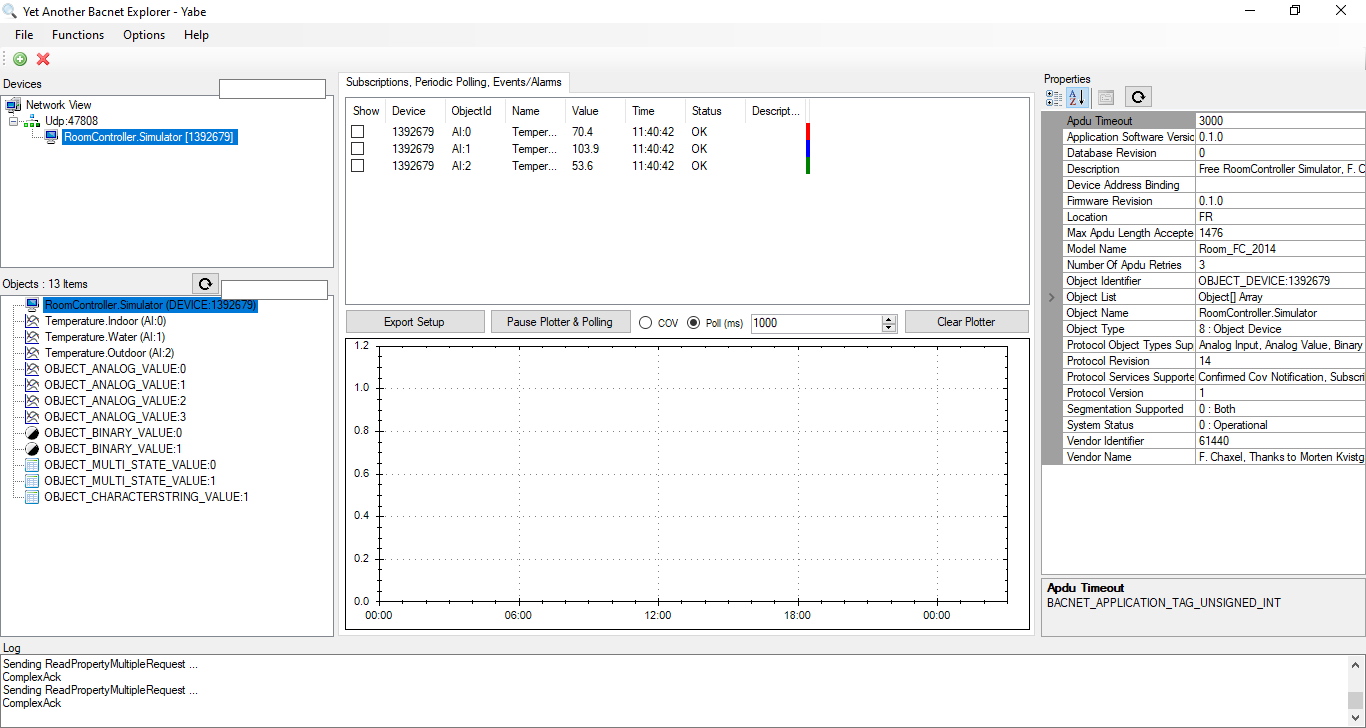 Yet Another Bacnet Explorer - Yabe
File Functions Options Help
Devices
Network View
Udp:47808
RoomController.Simulator [1392679]
Objects : 13 Items
RoomController.Simulator (DEVICE:1392679)
Temperature.Indoor (AI:0)
Temperature.Water (AI:1)
Temperature.Outdoor (AI:2)
OBJECT_ANALOG_VALUE:0
OBJECT_ANALOG_VALUE:1
OBJECT_ANALOG_VALUE:2
OBJECT_ANALOG_VALUE:3
OBJECT_BINARY_VALUE:0
OBJECT_BINARY_VALUE:1
OBJECT_MULTI_STATE_VALUE:0
OBJECT_MULTI_STATE_VALUE:1
OBJECT_CHARACTERSTRING_VALUE:1
Subscriptions, Periodic Polling, Events/Alarms
Show Device ObjectId Name Value Time Status Descript...
1392679 AI:0 Temper... 70.4 11:40:42 OK
1392679 AI:1 Temper... 103.9 11:40:42 OK
1392679 AI:2 Temper... 53.6 11:40:42 OK
Export Setup Pause Plotter & Polling COV Poll (ms) 1000 Clear Plotter
1.2
1.0
0.8
0.6
0.4
0.2
0.0
00:00 06:00 12:00 18:00 00:00
Properties
Apdu Timeout 3000
Application Software Versic 0.1.0
Database Revision 0
Description Free RoomController Simulator, F. C
Device Address Binding
Firmware Revision 0.1.0
Location FR
Max Apdu Length Accepte 1476
Model Name Room_FC_2014
Number Of Apdu Retries 3
Object Identifier OBJECT_DEVICE:1392679
Object List Object[] Array
Object Name RoomController.Simulator
Object Type 8 : Object Device
Protocol Object Types Sup Analog Input, Analog Value, Binary
Protocol Revision 14
Protocol Services Supporte Confirmed Cov Notification, Subscri
Protocol Version 1
Segmentation Supported 0 : Both
System Status 0 : Operational
Vendor Identifier 61440
Vendor Name F. Chaxel, Thanks to Morten Kvistg
Apdu Timeout
BACNET_APPLICATION_TAG_UNSIGNED_INT
Log
Sending ReadPropertyMultipleRequest ...
ComplexAck
Sending ReadPropertyMultipleRequest ...
ComplexAck